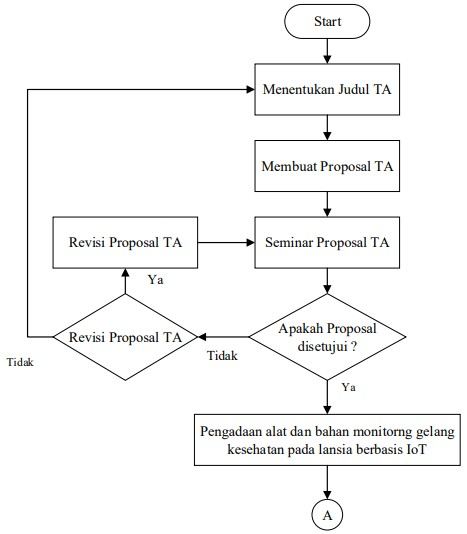 Start
Menentukan Judul TA
Membuat Proposal TA
Revisi Proposal TA
Seminar Proposal TA
Ya
Revisi Proposal TA
Tidak
Apakah Proposal
disetujui ?
Tidak
Ya
Pengadaan alat dan bahan monitorng gelang
kesehatan pada lansia berbasis IoT
A